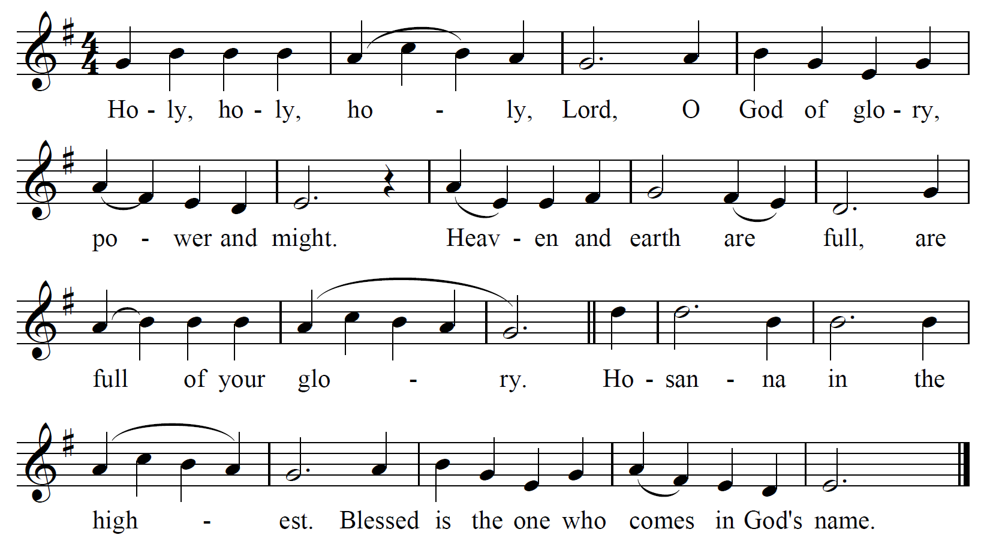 Ho - ly, ho - ly, ho - ly, Lord, O God of glo - ry,
po - wer and might. Heav - en and earth are full, are
full of your glo - ry. Ho - san - na in the
high - est. Blessed is the one who comes in God's name.